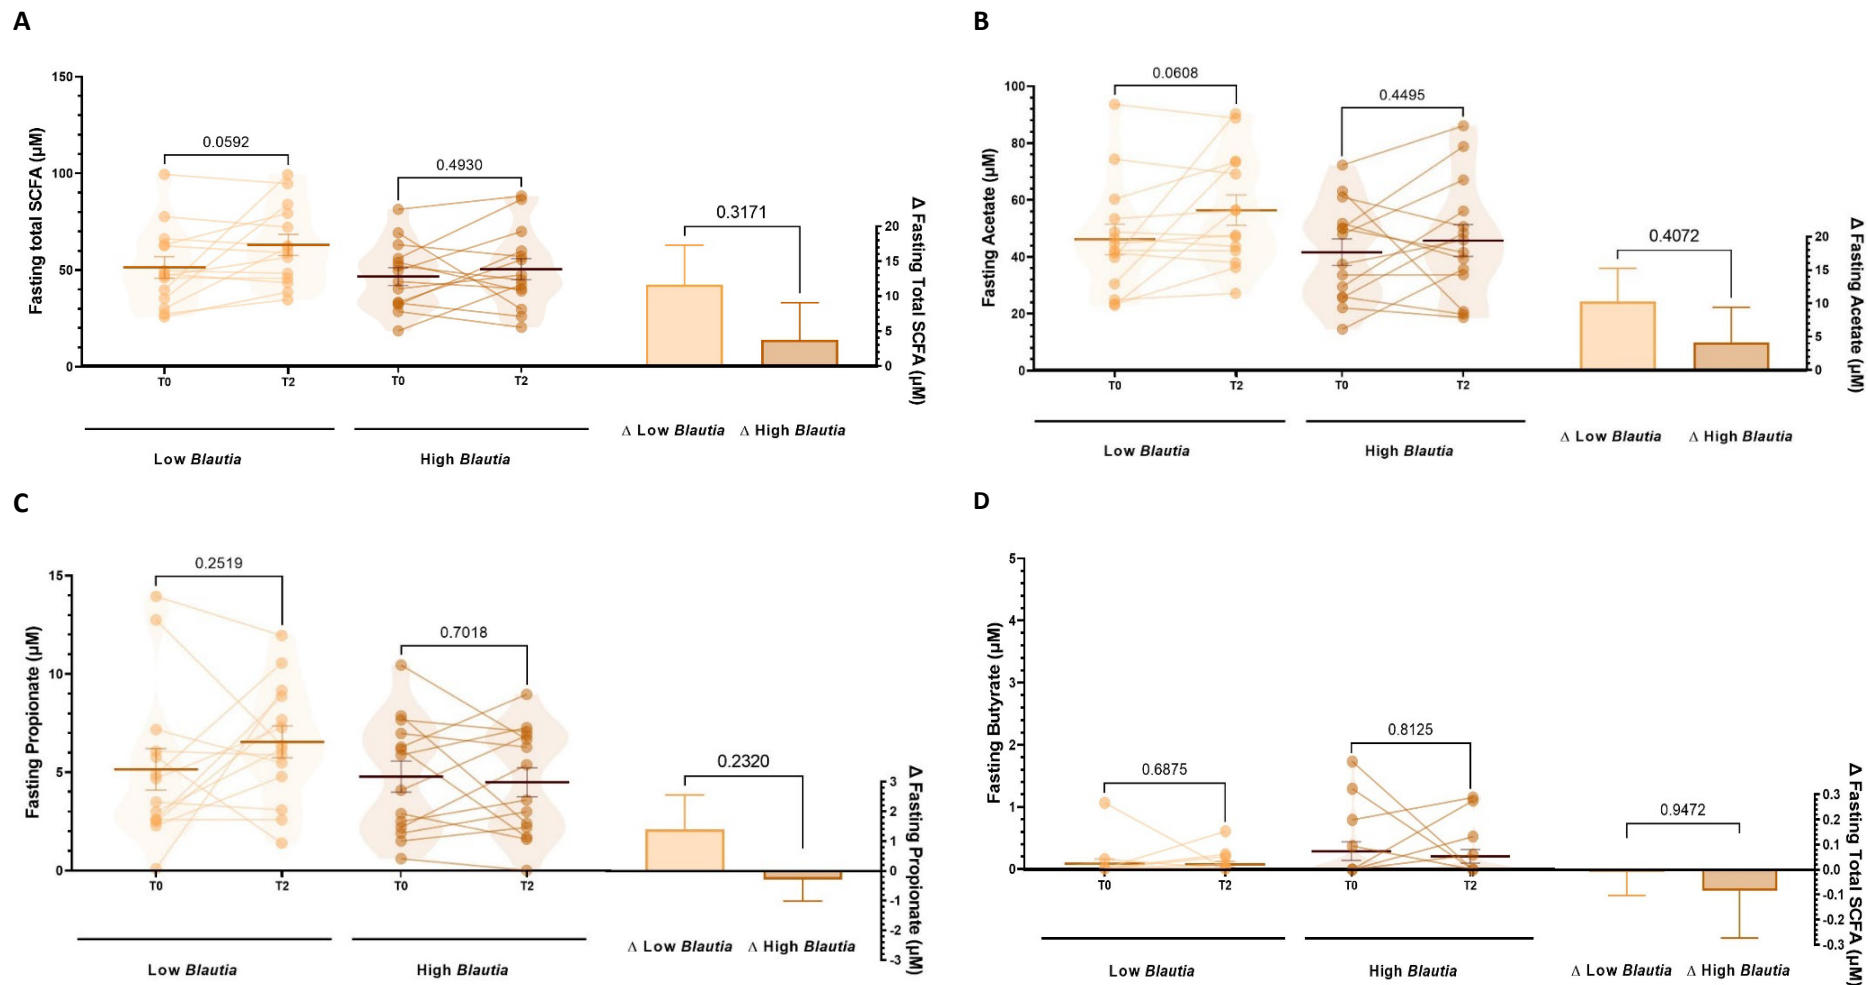 A
150
100
50
0
Fasting total SCFA (μM)
0.0592
0.4930
0.3171
T0
T2
T0
T2
20
15
10
5
0
Δ Fasting Total SCFA (μM)
Low Blautia
High Blautia
Δ Low Blautia
Δ High Blautia
B
100
80
60
40
20
0
Fasting Acetate (μM)
0.0608
0.4495
0.4072
T0
T2
T0
T2
20
15
10
5
0
Δ Fasting Acetate (μM)
Low Blautia
High Blautia
Δ Low Blautia
Δ High Blautia
C
15
10
5
0
Fasting Propionate (μM)
0.2519
0.7018
0.2320
T0
T2
T0
T2
3
2
1
0
-1
-2
-3
Δ Fasting Propionate (μM)
Low Blautia
High Blautia
Δ Low Blautia
Δ High Blautia
D
5
4
3
2
1
0
Fasting Butyrate (μM)
0.6875
0.8125
0.9472
T0
T2
T0
T2
0.3
0.2
0.1
0.0
-0.1
-0.2
-0.3
Δ Fasting Total SCFA (μM)
Low Blautia
High Blautia
Δ Low Blautia
Δ High Blautia